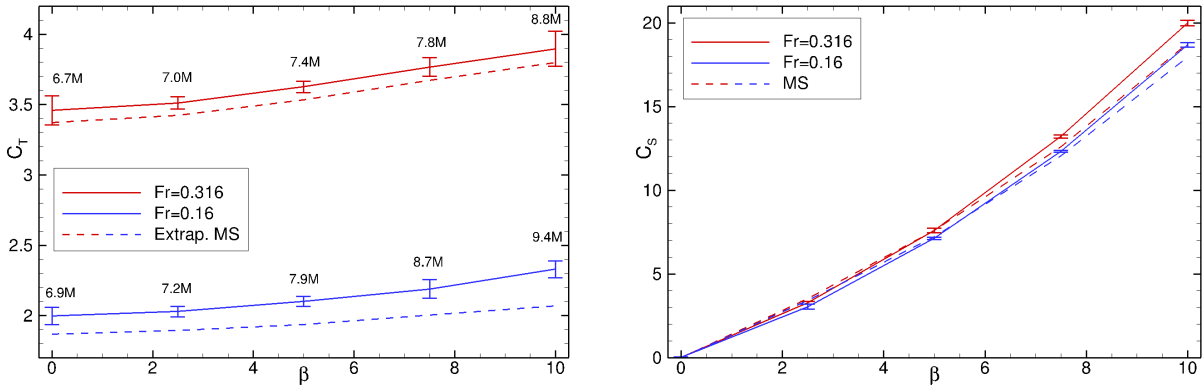 4
3.5
3
2.5
2
C_T
8.8M
7.8M
7.4M
7.0M
6.7M
Fr=0.316
Fr=0.16
Extrap. MS
9.4M
8.7M
7.9M
7.2M
6.9M
0 2 4 6 8 10
β
20
15
10
5
0
C_S
Fr=0.316
Fr=0.16
MS
0 2 4 6 8 10
β